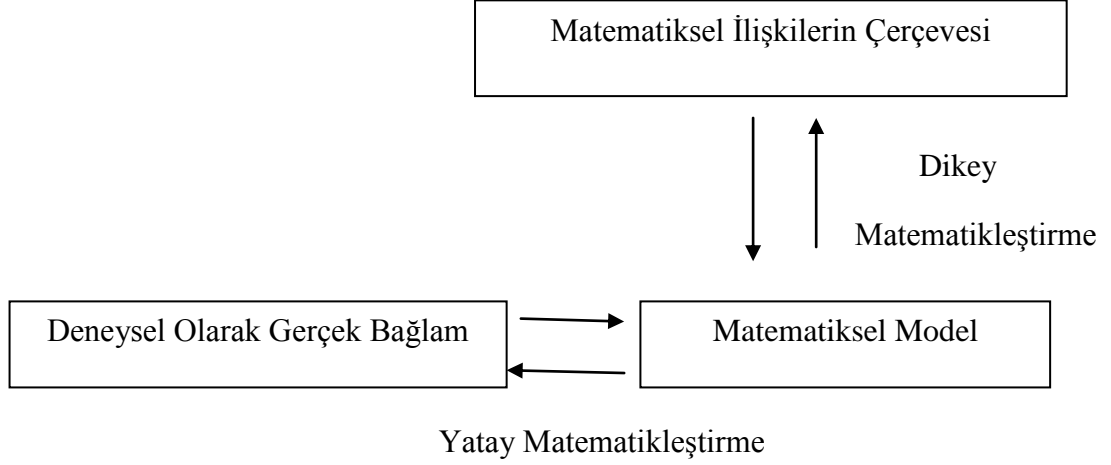 Matematiksel İlişkilerin Çerçevesi
Dikey
Matematikleştirme
Deneysel Olarak Gerçek Bağlam
Matematiksel Model
Yatay Matematikleştirme